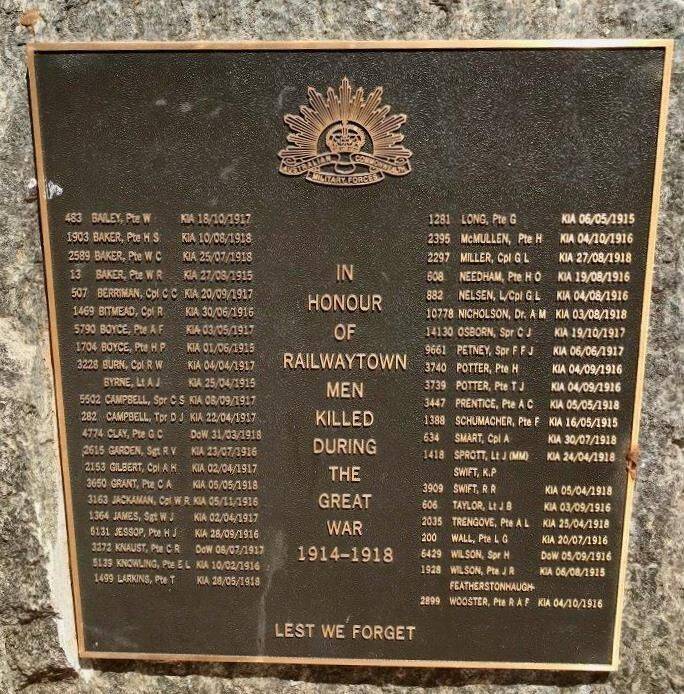 AUSTRALIAN COMMONWEALTH
MILITARY FORCES
483 BAILEY, Pte W KIA 18/10/1917
1903 BAKER, Pte H S KIA 10/08/1918
2589 BAKER, Pte W C KIA 25/07/1918
13 BAKER, Pte W R KIA 27/08/1915
507 BERRIMAN, Cpl C C KIA 20/09/1917
1469 BITMEAD, Cpl R KIA 30/06/1916
5790 BOYCE, Pte A F KIA 03/05/1917
1704 BOYCE, Pte H P KIA 01/06/1915
3228 BURN, Cpl R W KIA 04/04/1917
BYRNE, Lt A J KIA 25/04/1915
5502 CAMPBELL, Spr C S KIA 08/09/1917
282 CAMPBELL, Tpr D J KIA 22/04/1917
4774 CLAY, Pte G C DoW 31/03/1918
2615 GARDEN, Sgt R V KIA 23/07/1916
2153 GILBERT, Cpl A H KIA 02/04/1917
3650 GRANT, Pte C A KIA 05/05/1918
3163 JACKAMAN, Cpl W R KIA 05/11/1916
1364 JAMES, Sgt W J KIA 02/04/1917
6131 JESSOP, Pte H J KIA 28/09/1916
3272 KNAUST, Pte C R DoW 08/07/1917
5139 KNOWLING, Pte E L KIA 10/02/1916
1499 LARKINS, Pte T KIA 28/05/1918
IN
HONOUR
OF
RAILWAYTOWN
MEN
KILLED
DURING
THE
GREAT
WAR
1914-1918
1281 LONG, Pte G KIA 06/05/1915
2395 McMULLEN, Pte H KIA 04/10/1916
2297 MILLER, Cpl G L KIA 27/08/1918
608 NEEDHAM, Pte H O KIA 19/08/1916
882 NELSEN, L/Cpl G L KIA 04/08/1916
10778 NICHOLSON, Dr. A M KIA 03/08/1918
14130 OSBORN, Spr C J KIA 19/10/1917
9661 PETNEY, Spr F F J KIA 06/06/1917
3740 POTTER, Pte H KIA 04/09/1916
3739 POTTER, Pte T J KIA 04/09/1916
3447 PRENTICE, Pte A C KIA 05/05/1918
1388 SCHUMACHER, Pte F KIA 16/05/1915
634 SMART, Cpl A KIA 30/07/1918
1418 SPROTT, Lt J (MM) KIA 24/04/1918
SWIFT, K.P
3909 SWIFT, R R KIA 05/04/1918
606 TAYLOR, Lt J B KIA 03/09/1916
2035 TRENGOVE, Pte A L KIA 25/04/1918
200 WALL, Pte L G KIA 20/07/1916
6429 WILSON, Spr H DoW 05/09/1916
1928 WILSON, Pte J R KIA 06/08/1915
FEATHERSTONHAUGH-
2899 WOOSTER, Pte R A F KIA 04/10/1916
LEST WE FORGET